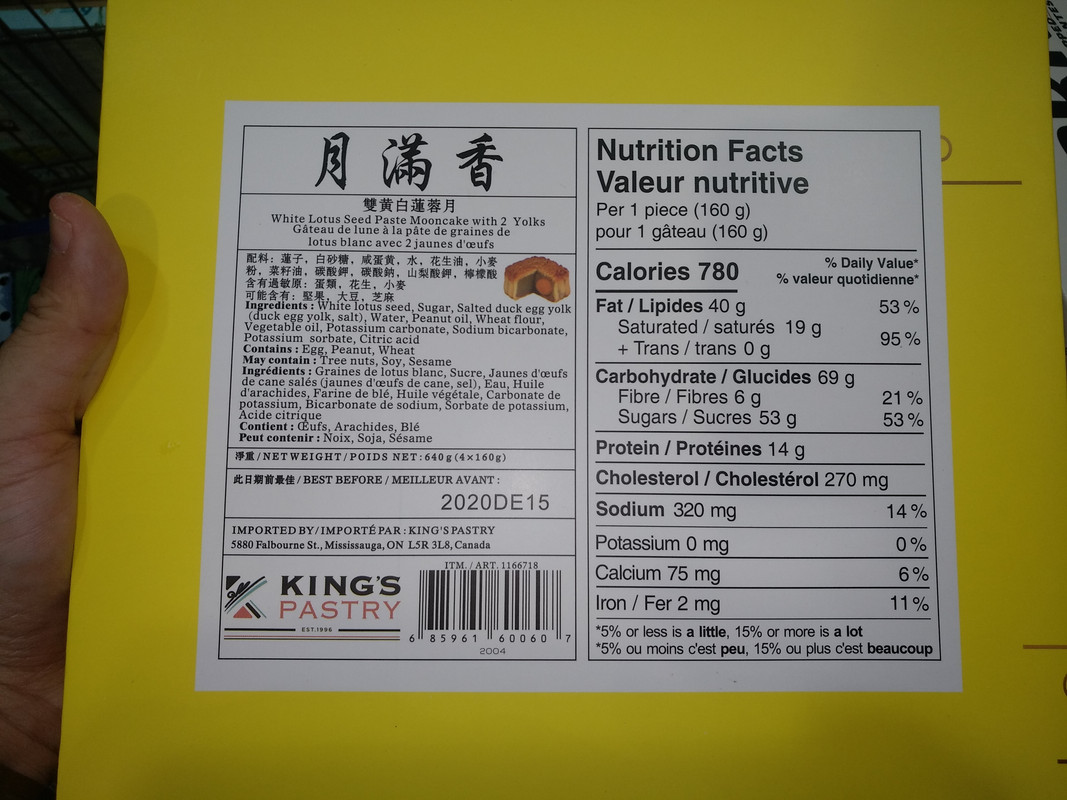 月滿香
雙黃白蓮蓉月
White Lotus Seed Paste Mooncake with 2 Yolks
Gâteau de lune à la pâte de graines de
lotus blanc avec 2 jaunes d'œufs
配料：蓮子，白砂糖，咸蛋黄，水，花生油，小麥
粉，菜籽油，碳酸鉀，碳酸鈉，山梨酸鉀，檸檬酸
含有過敏原：蛋類，花生，小麥
可能含有：堅果，大豆，芝麻
Ingredients : White lotus seed, Sugar, Salted duck egg yolk
(duck egg yolk, salt), Water, Peanut oil, Wheat flour,
Vegetable oil, Potassium carbonate, Sodium bicarbonate,
Potassium sorbate, Citric acid
Contains : Egg, Peanut, Wheat
May contain : Tree nuts, Soy, Sesame
Ingrédients : Graines de lotus blanc, Sucre, Jaunes d'œufs
de cane salés (jaunes d'œufs de cane, sel), Eau, Huile
d'arachides, Farine de blé, Huile végétale, Carbonate de
potassium, Bicarbonate de sodium, Sorbate de potassium,
Acide citrique
Contient : Œufs, Arachides, Blé
Peut contenir : Noix, Soja, Sésame
淨重/NET WEIGHT/POIDS NET : 640g (4×160g)
此日期前最佳/BEST BEFORE/MEILLEUR AVANT :
2020DE15
IMPORTED BY/IMPORTÉ PAR : KING'S PASTRY
5880 Falbourne St., Mississauga, ON L5R 3L8, Canada
ITM. / ART. 1166718
KING'S
PASTRY
EST.1996
6 85961 60060 7
2004
Nutrition Facts
Valeur nutritive
Per 1 piece (160 g)
pour 1 gâteau (160 g)
Calories 780
% Daily Value*
% valeur quotidienne*
Fat / Lipides 40 g 53 %
Saturated / saturés 19 g
+ Trans / trans 0 g 95 %
Carbohydrate / Glucides 69 g
Fibre / Fibres 6 g 21 %
Sugars / Sucres 53 g 53 %
Protein / Protéines 14 g
Cholesterol / Cholestérol 270 mg
Sodium 320 mg 14 %
Potassium 0 mg 0 %
Calcium 75 mg 6 %
Iron / Fer 2 mg 11 %
*5% or less is a little, 15% or more is a lot
*5% ou moins c'est peu, 15% ou plus c'est beaucoup